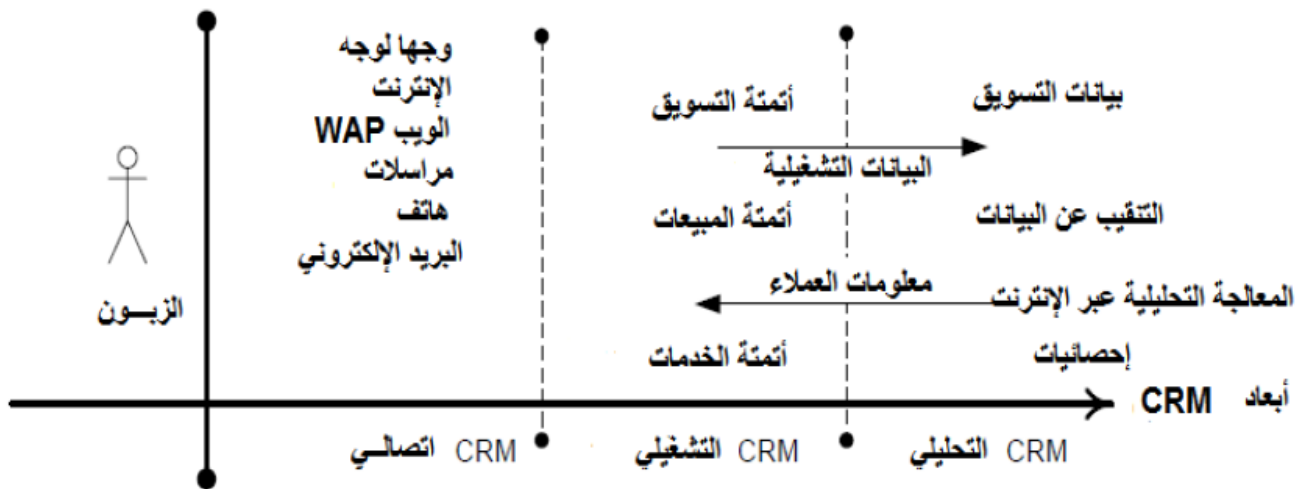 وجها لوجه
الإنترنت
الويب WAP
مراسلات
هاتف
البريد الإلكتروني
الزبـــون
أتمتة التسويق
البيانات التشغيلية
أتمتة المبيعات
معلومات العملاء
أتمتة الخدمات
بيانات التسويق
التنقيب عن البيانات
المعالجة التحليلية عبر الإنترنت
إحصائيات
أبعاد CRM
CRM اتصالــي
CRM التشغيلي
CRM التحليلي